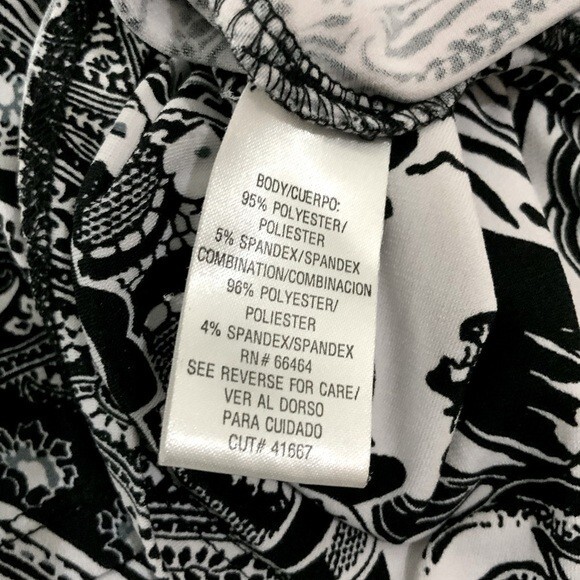 BODY/CUERPO:
95% POLYESTER/
POLIESTER
5% SPANDEX/SPANDEX
COMBINATION/COMBINACION
96% POLYESTER/
POLIESTER
4% SPANDEX/SPANDEX
RN# 66464
SEE REVERSE FOR CARE/
VER AL DORSO
PARA CUIDADO
CUT# 41667